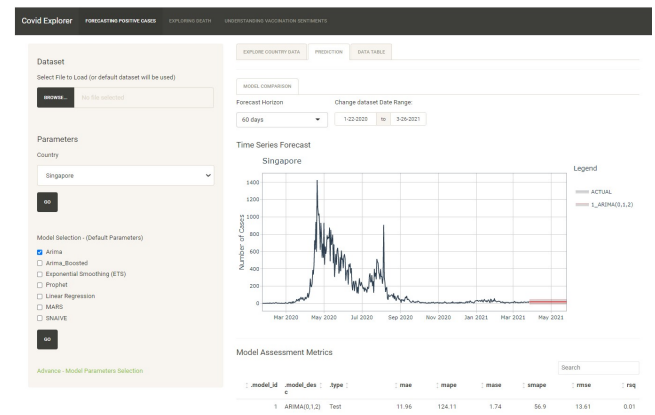 Covid Explorer
FORECASTING POSITIVE CASES
EXPLORING DEATH
UNDERSTANDING VACCINATION SENTIMENTS
Dataset
Select File to Load (or default dataset will be used)
BROWSE...
No file selected
Parameters
Country
Singapore
GO
Model Selection - (Default Parameters)
Arima
Arima_Boosted
Exponential Smoothing (ETS)
Prophet
Linear Regression
MARS
SNAIVE
GO
Advance - Model Parameters Selection
EXPLORE COUNTRY DATA
PREDICTION
DATA TABLE
MODEL COMPARISON
Forecast Horizon
Change dataset Date Range:
60 days
1-22-2020 to 3-26-2021
Time Series Forecast
Singapore
Legend
ACTUAL
1_ARIMA(0,1,2)
Number of Cases
1400
1200
1000
800
600
400
200
0
Mar 2020 May 2020 Jul 2020 Sep 2020 Nov 2020 Jan 2021 Mar 2021 May 2021
Model Assessment Metrics
Search
.model_id .model_des .type mae mape mase smape rmse rsq
c
1 ARIMA(0,1,2) Test 11.96 124.11 1.74 56.9 13.61 0.01